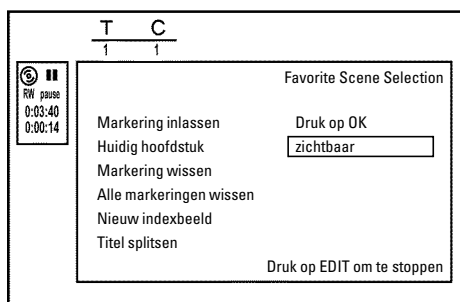 T C
1 1
RW pause
0:03:40
0:00:14
Favorite Scene Selection
Markering inlassen Druk op OK
Huidig hoofdstuk zichtbaar
Markering wissen
Alle markeringen wissen
Nieuw indexbeeld
Titel splitsen
Druk op EDIT om te stoppen